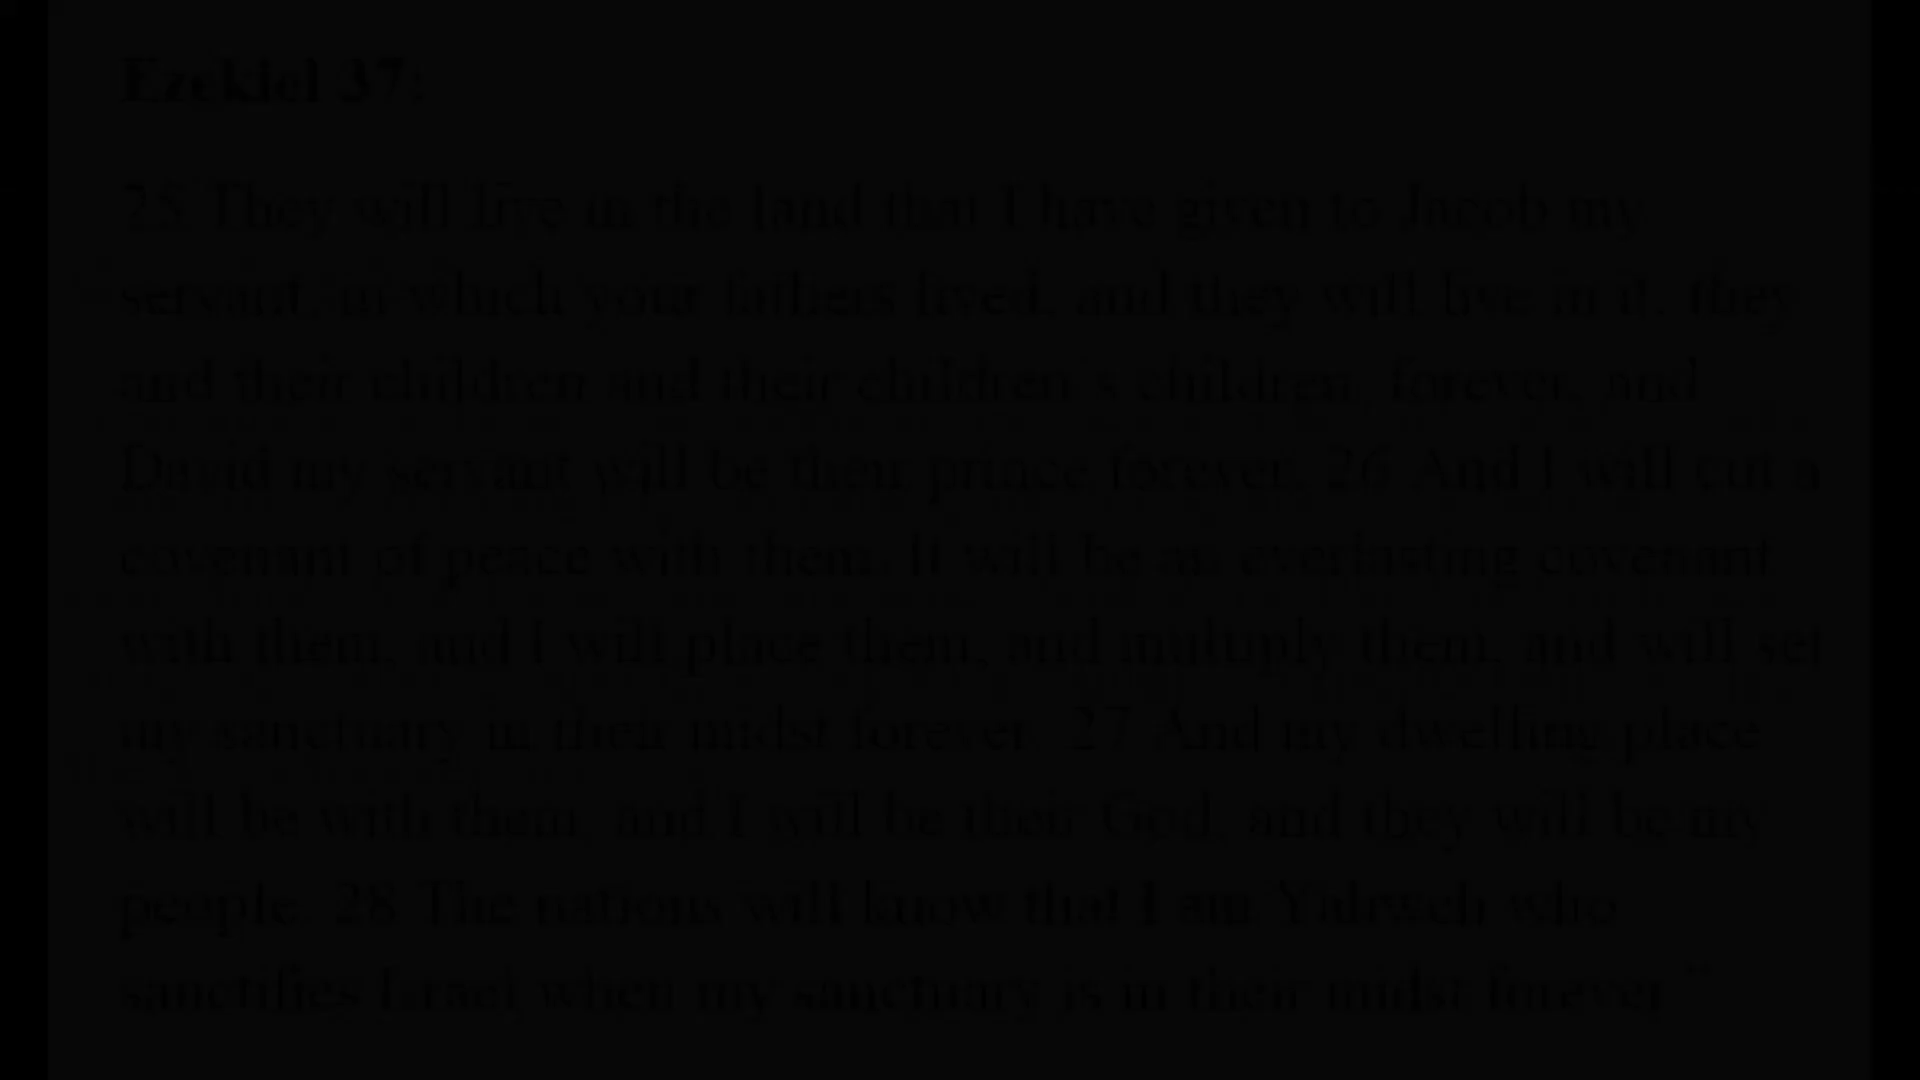 Ezekiel 37:
25 They will live in the land that I have given to Jacob my
servant, in which your fathers lived, and they will live in it, they
and their children and their children's children, forever, and
David my servant will be their prince forever. 26 And I will cut a
covenant of peace with them. It will be an everlasting covenant
with them, and I will place them, and multiply them, and will set
my sanctuary in their midst forever. 27 And my dwelling place
will be with them, and I will be their God, and they will be my
people. 28 The nations will know that I am Yahweh who
sanctifies Israel when my sanctuary is in their midst forever.”